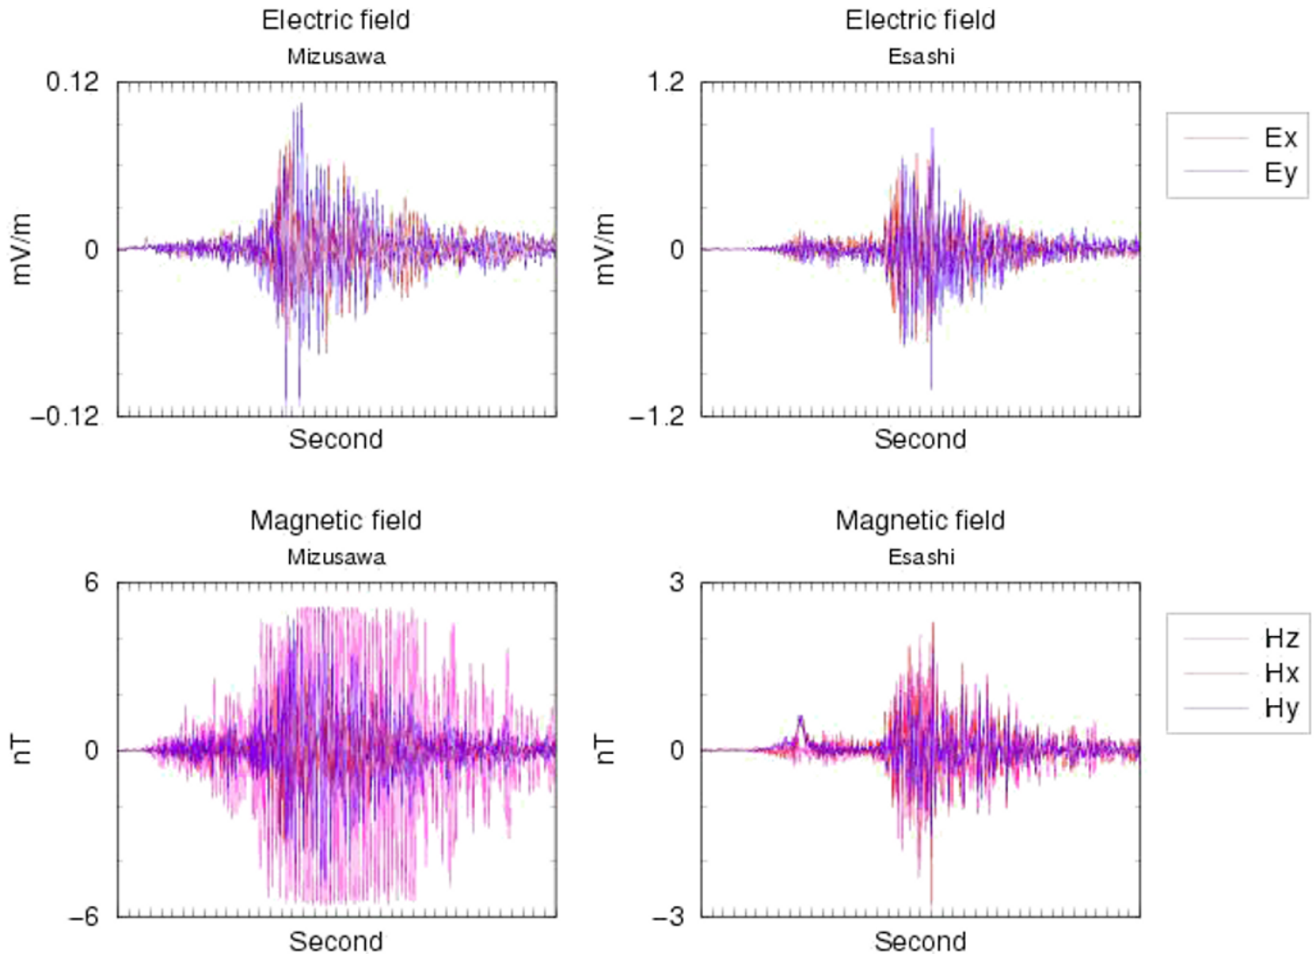 Electric field
Mizusawa
0.12
0
−0.12
mV/m
Second
Electric field
Esashi
1.2
0
−1.2
mV/m
Second
Ex
Ey
Magnetic field
Mizusawa
6
0
−6
nT
Second
Magnetic field
Esashi
3
0
−3
nT
Second
Hz
Hx
Hy